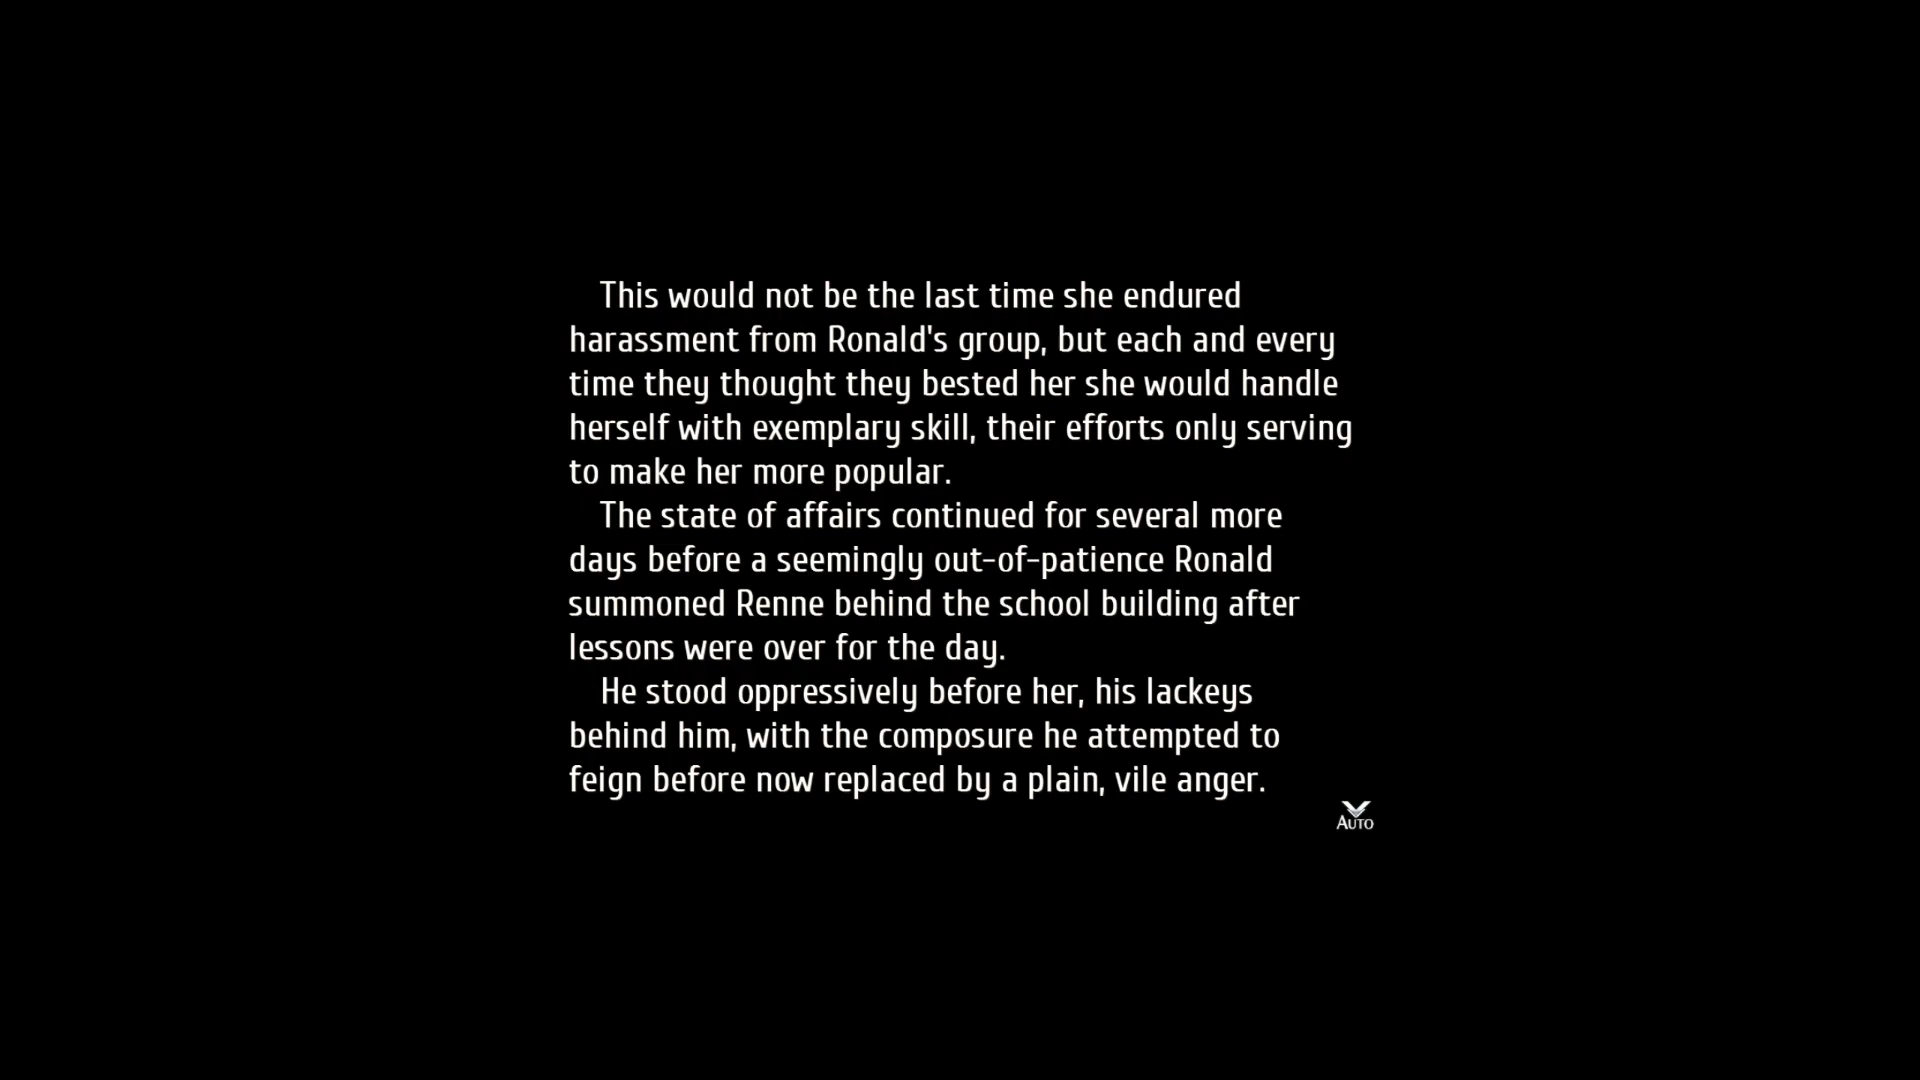 This would not be the last time she endured
harassment from Ronald's group, but each and every
time they thought they bested her she would handle
herself with exemplary skill, their efforts only serving
to make her more popular.
The state of affairs continued for several more
days before a seemingly out-of-patience Ronald
summoned Renne behind the school building after
lessons were over for the day.
He stood oppressively before her, his lackeys
behind him, with the composure he attempted to
feign before now replaced by a plain, vile anger.
AUTO